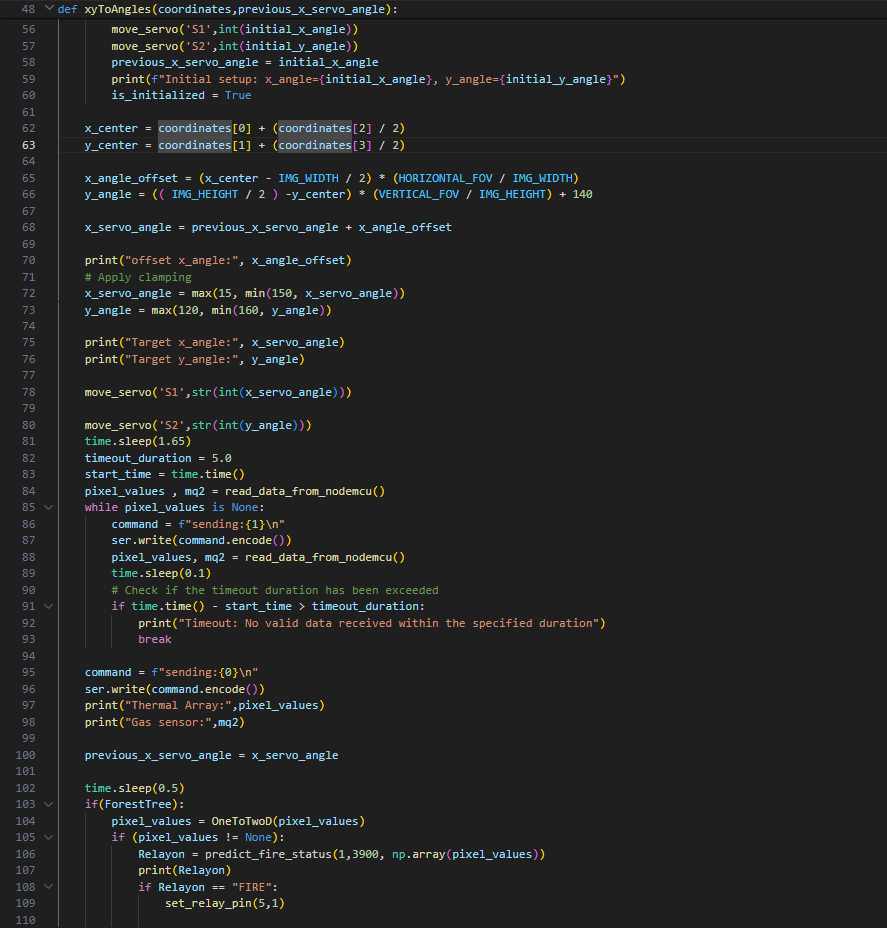 48 def xyToAngles(coordinates,previous_x_servo_angle):
56 move_servo('S1',int(initial_x_angle))
57 move_servo('S2',int(initial_y_angle))
58 previous_x_servo_angle = initial_x_angle
59 print(f"Initial setup: x_angle={initial_x_angle}, y_angle={initial_y_angle}")
60 is_initialized = True
61
62 x_center = coordinates[0] + (coordinates[2] / 2)
63 y_center = coordinates[1] + (coordinates[3] / 2)
64
65 x_angle_offset = (x_center - IMG_WIDTH / 2) * (HORIZONTAL_FOV / IMG_WIDTH)
66 y_angle = (( IMG_HEIGHT / 2 ) -y_center) * (VERTICAL_FOV / IMG_HEIGHT) + 140
67
68 x_servo_angle = previous_x_servo_angle + x_angle_offset
69
70 print("offset x_angle:", x_angle_offset)
71 # Apply clamping
72 x_servo_angle = max(15, min(150, x_servo_angle))
73 y_angle = max(120, min(160, y_angle))
74
75 print("Target x_angle:", x_servo_angle)
76 print("Target y_angle:", y_angle)
77
78 move_servo('S1',str(int(x_servo_angle)))
79
80 move_servo('S2',str(int(y_angle)))
81 time.sleep(1.65)
82 timeout_duration = 5.0
83 start_time = time.time()
84 pixel_values , mq2 = read_data_from_nodemcu()
85 while pixel_values is None:
86 command = f"sending:{1}\n"
87 ser.write(command.encode())
88 pixel_values, mq2 = read_data_from_nodemcu()
89 time.sleep(0.1)
90 # Check if the timeout duration has been exceeded
91 if time.time() - start_time > timeout_duration:
92 print("Timeout: No valid data received within the specified duration")
93 break
94
95 command = f"sending:{0}\n"
96 ser.write(command.encode())
97 print("Thermal Array:",pixel_values)
98 print("Gas sensor:",mq2)
99
100 previous_x_servo_angle = x_servo_angle
101
102 time.sleep(0.5)
103 if(ForestTree):
104 pixel_values = OneToTwoD(pixel_values)
105 if (pixel_values != None):
106 Relayon = predict_fire_status(1,3900, np.array(pixel_values))
107 print(Relayon)
108 if Relayon == "FIRE":
109 set_relay_pin(5,1)
110